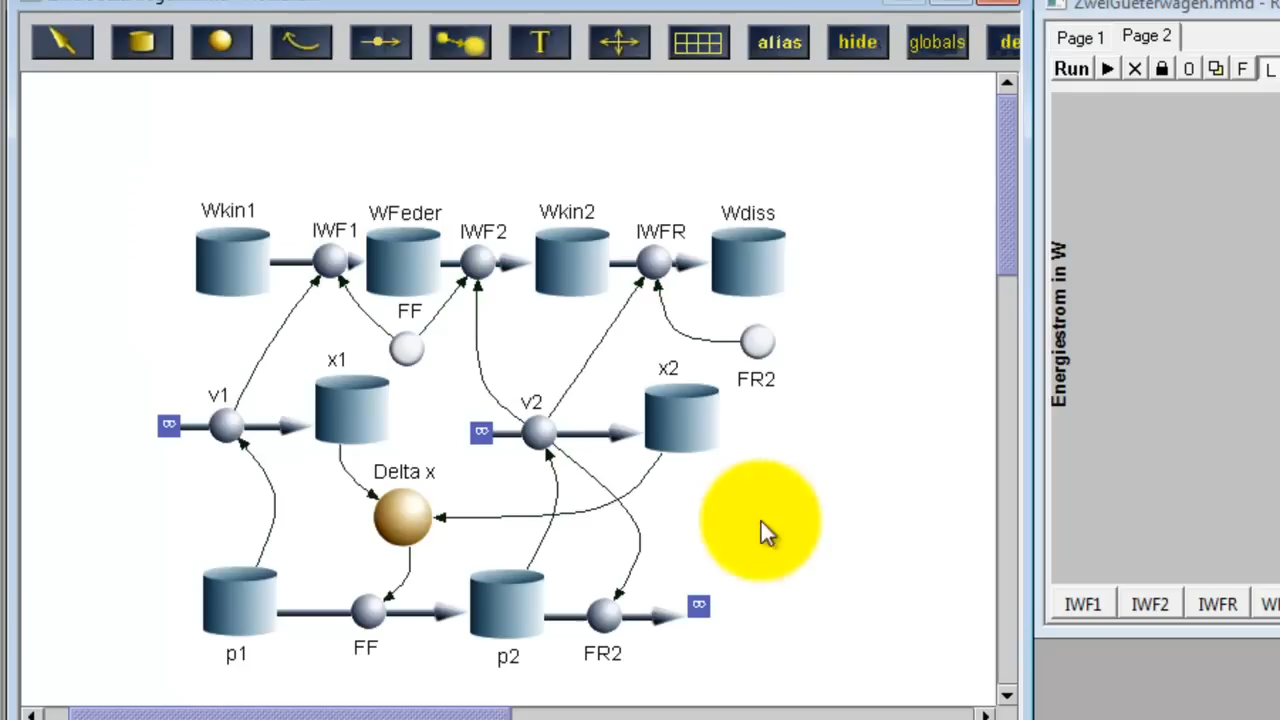 ZweiGueterwagen.mmd - R
T
alias
hide
globals
de
Page 1
Page 2
Run
0
F
L
Wkin1
IWF1
WFeder
IWF2
Wkin2
IWFR
Wdiss
FF
FR2
x1
x2
v1
v2
Delta x
p1
FF
p2
FR2
Energiestrom in W
IWF1
IWF2
IWFR